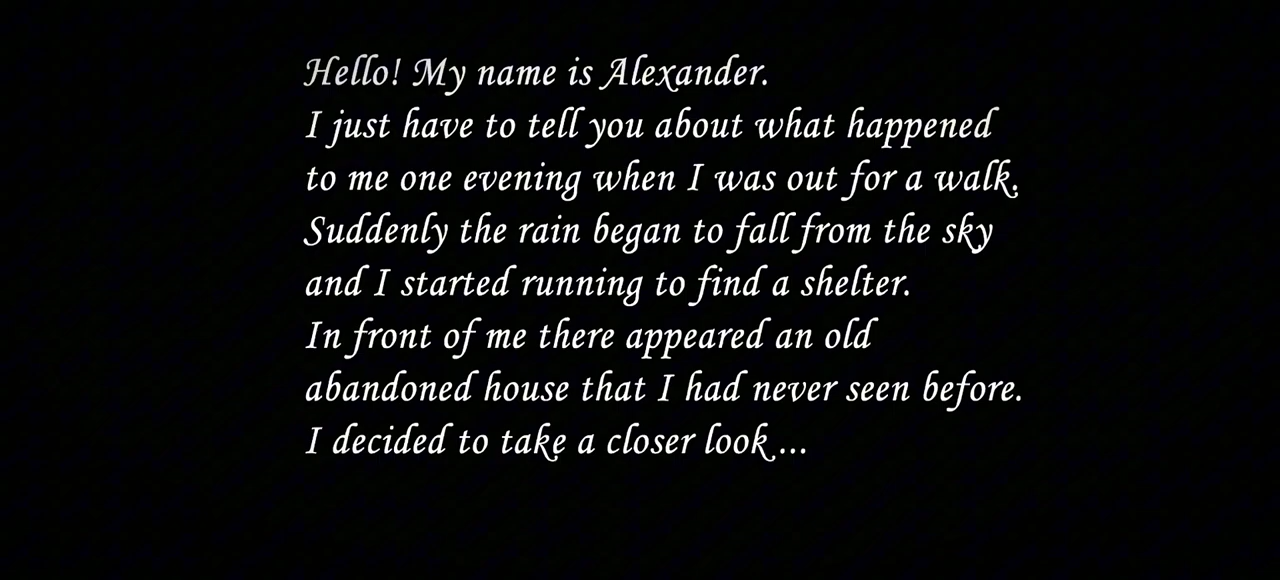 Hello! My name is Alexander.
I just have to tell you about what happened
to me one evening when I was out for a walk.
Suddenly the rain began to fall from the sky
and I started running to find a shelter.
In front of me there appeared an old
abandoned house that I had never seen before.
I decided to take a closer look...